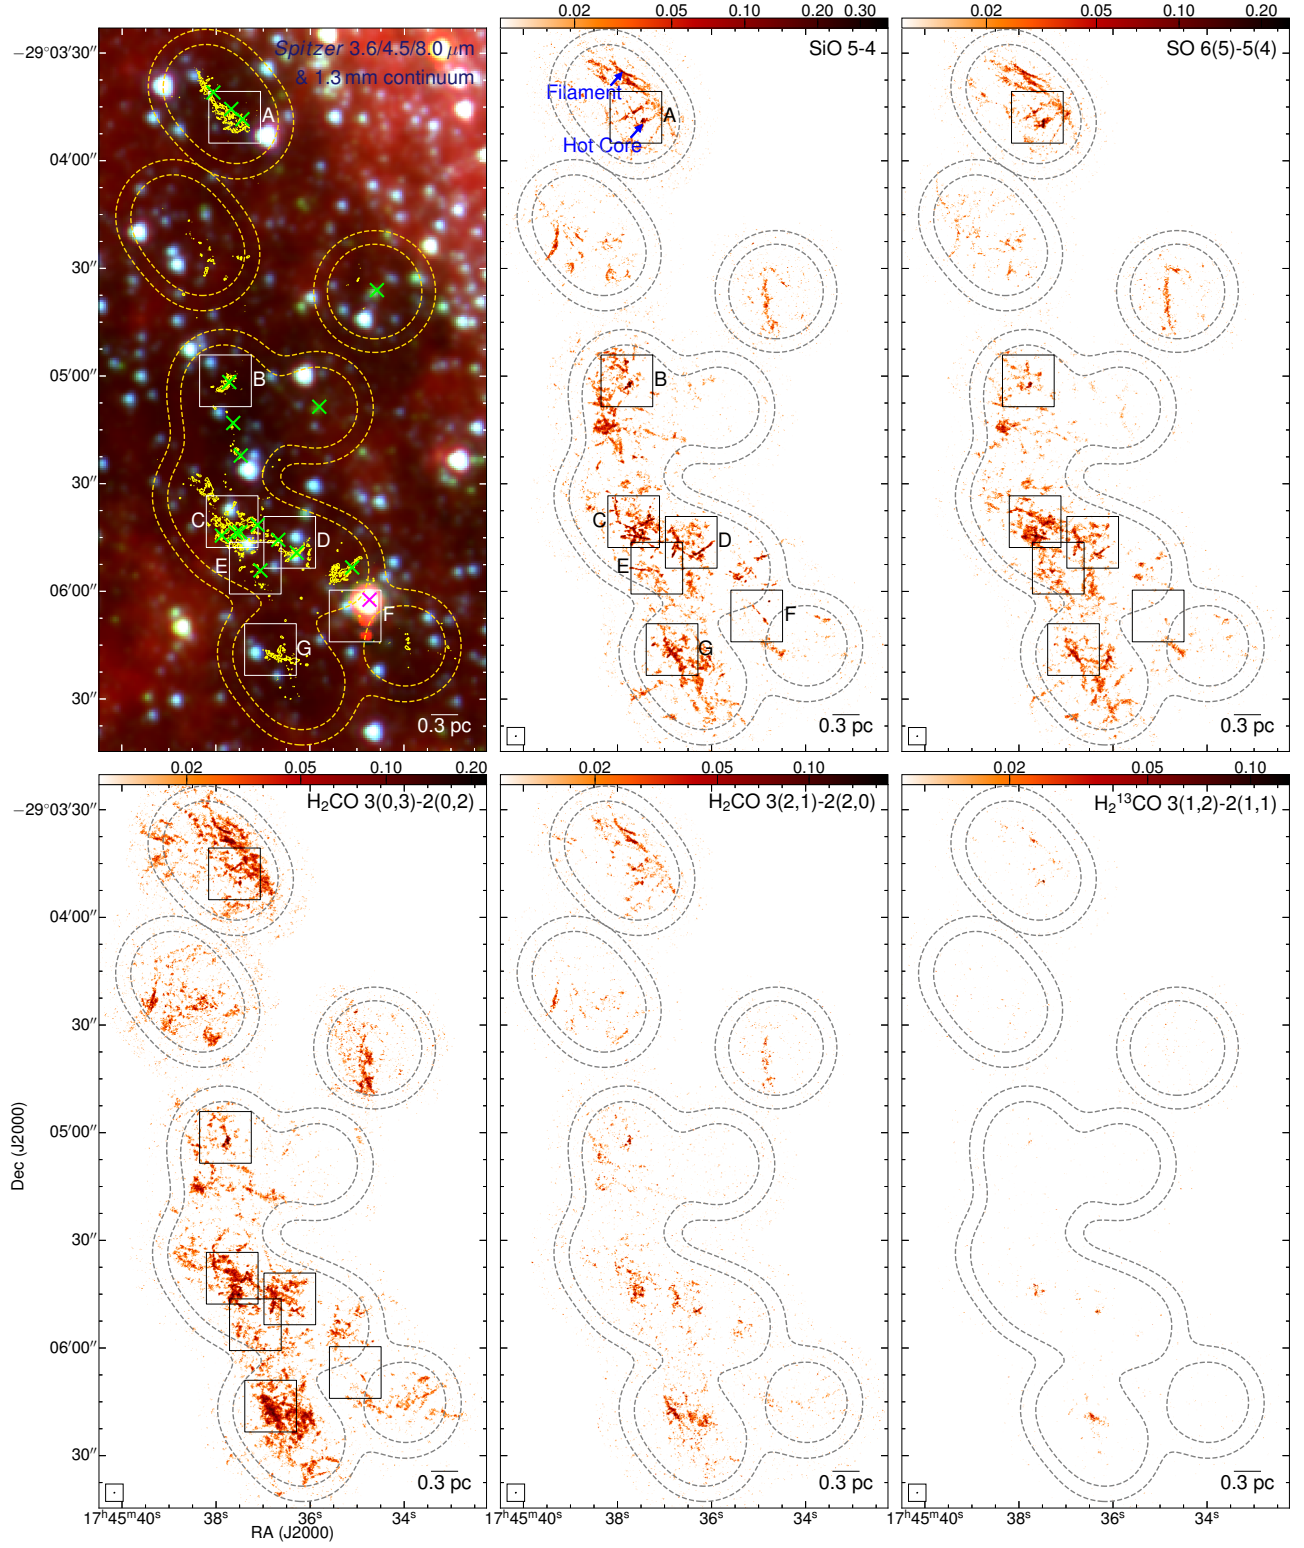 0.02 0.05 0.10 0.20 0.30
0.02 0.05 0.10 0.20
−29°03′30″
04′00″
30″
05′00″
30″
06′00″
30″
Spitzer 3.6/4.5/8.0 μm
& 1.3 mm continuum
A
B
C
D
E
F
G
0.3 pc
SiO 5-4
Filament
A
Hot Core
B
C
D
E
F
G
0.3 pc
SO 6(5)-5(4)
0.3 pc
0.02 0.05 0.10 0.20
0.02 0.05 0.10
0.02 0.05 0.10
−29°03′30″
04′00″
30″
05′00″
30″
06′00″
30″
Dec (J2000)
H₂CO 3(0,3)-2(0,2)
0.3 pc
H₂CO 3(2,1)-2(2,0)
0.3 pc
H₂¹³CO 3(1,2)-2(1,1)
0.3 pc
17ʰ45ᵐ40ˢ 38ˢ 36ˢ 34ˢ
RA (J2000)
17ʰ45ᵐ40ˢ 38ˢ 36ˢ 34ˢ
17ʰ45ᵐ40ˢ 38ˢ 36ˢ 34ˢ